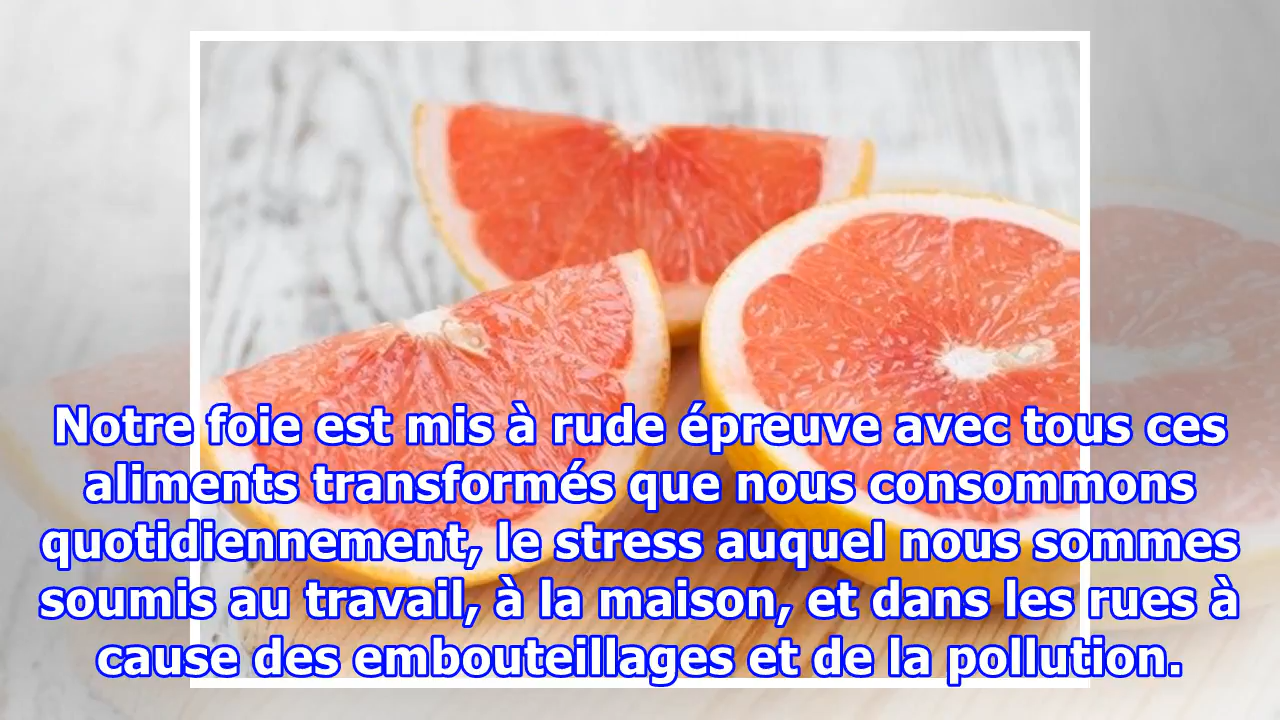 Notre foie est mis à rude épreuve avec tous ces
aliments transformés que nous consommons
quotidiennement, le stress auquel nous sommes
soumis au travail, à la maison, et dans les rues à
cause des embouteillages et de la pollution.